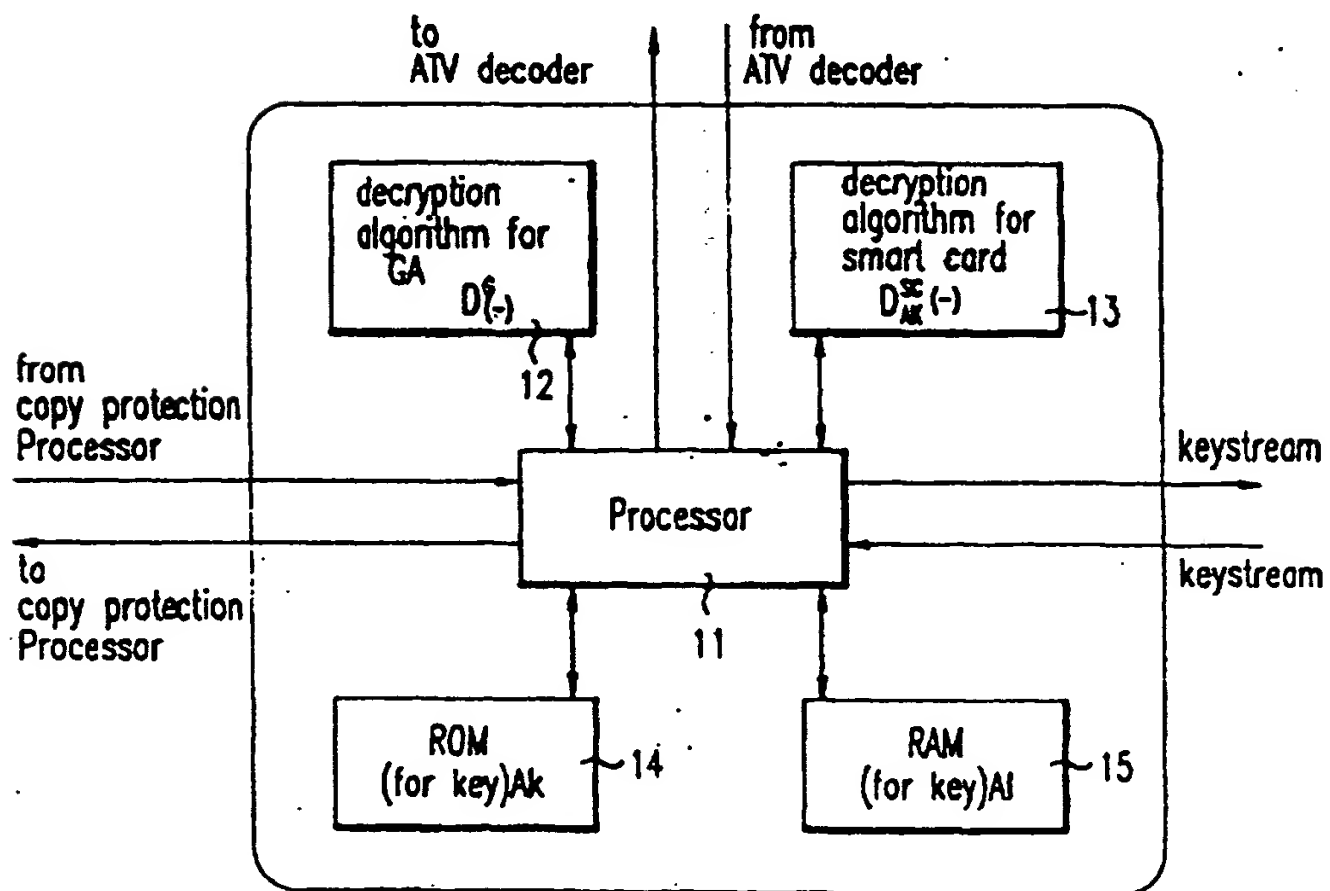 to
ATV decoder
from
ATV decoder
decryption
algorithm for
GA
D^G_(-)
12
decryption
algorithm for
smart card
D^SC_AK (-)
13
from
copy protection
Processor
keystream
Processor
11
to
copy protection
Processor
keystream
ROM
(for key)Ak
14
RAM
(for key)Al
15